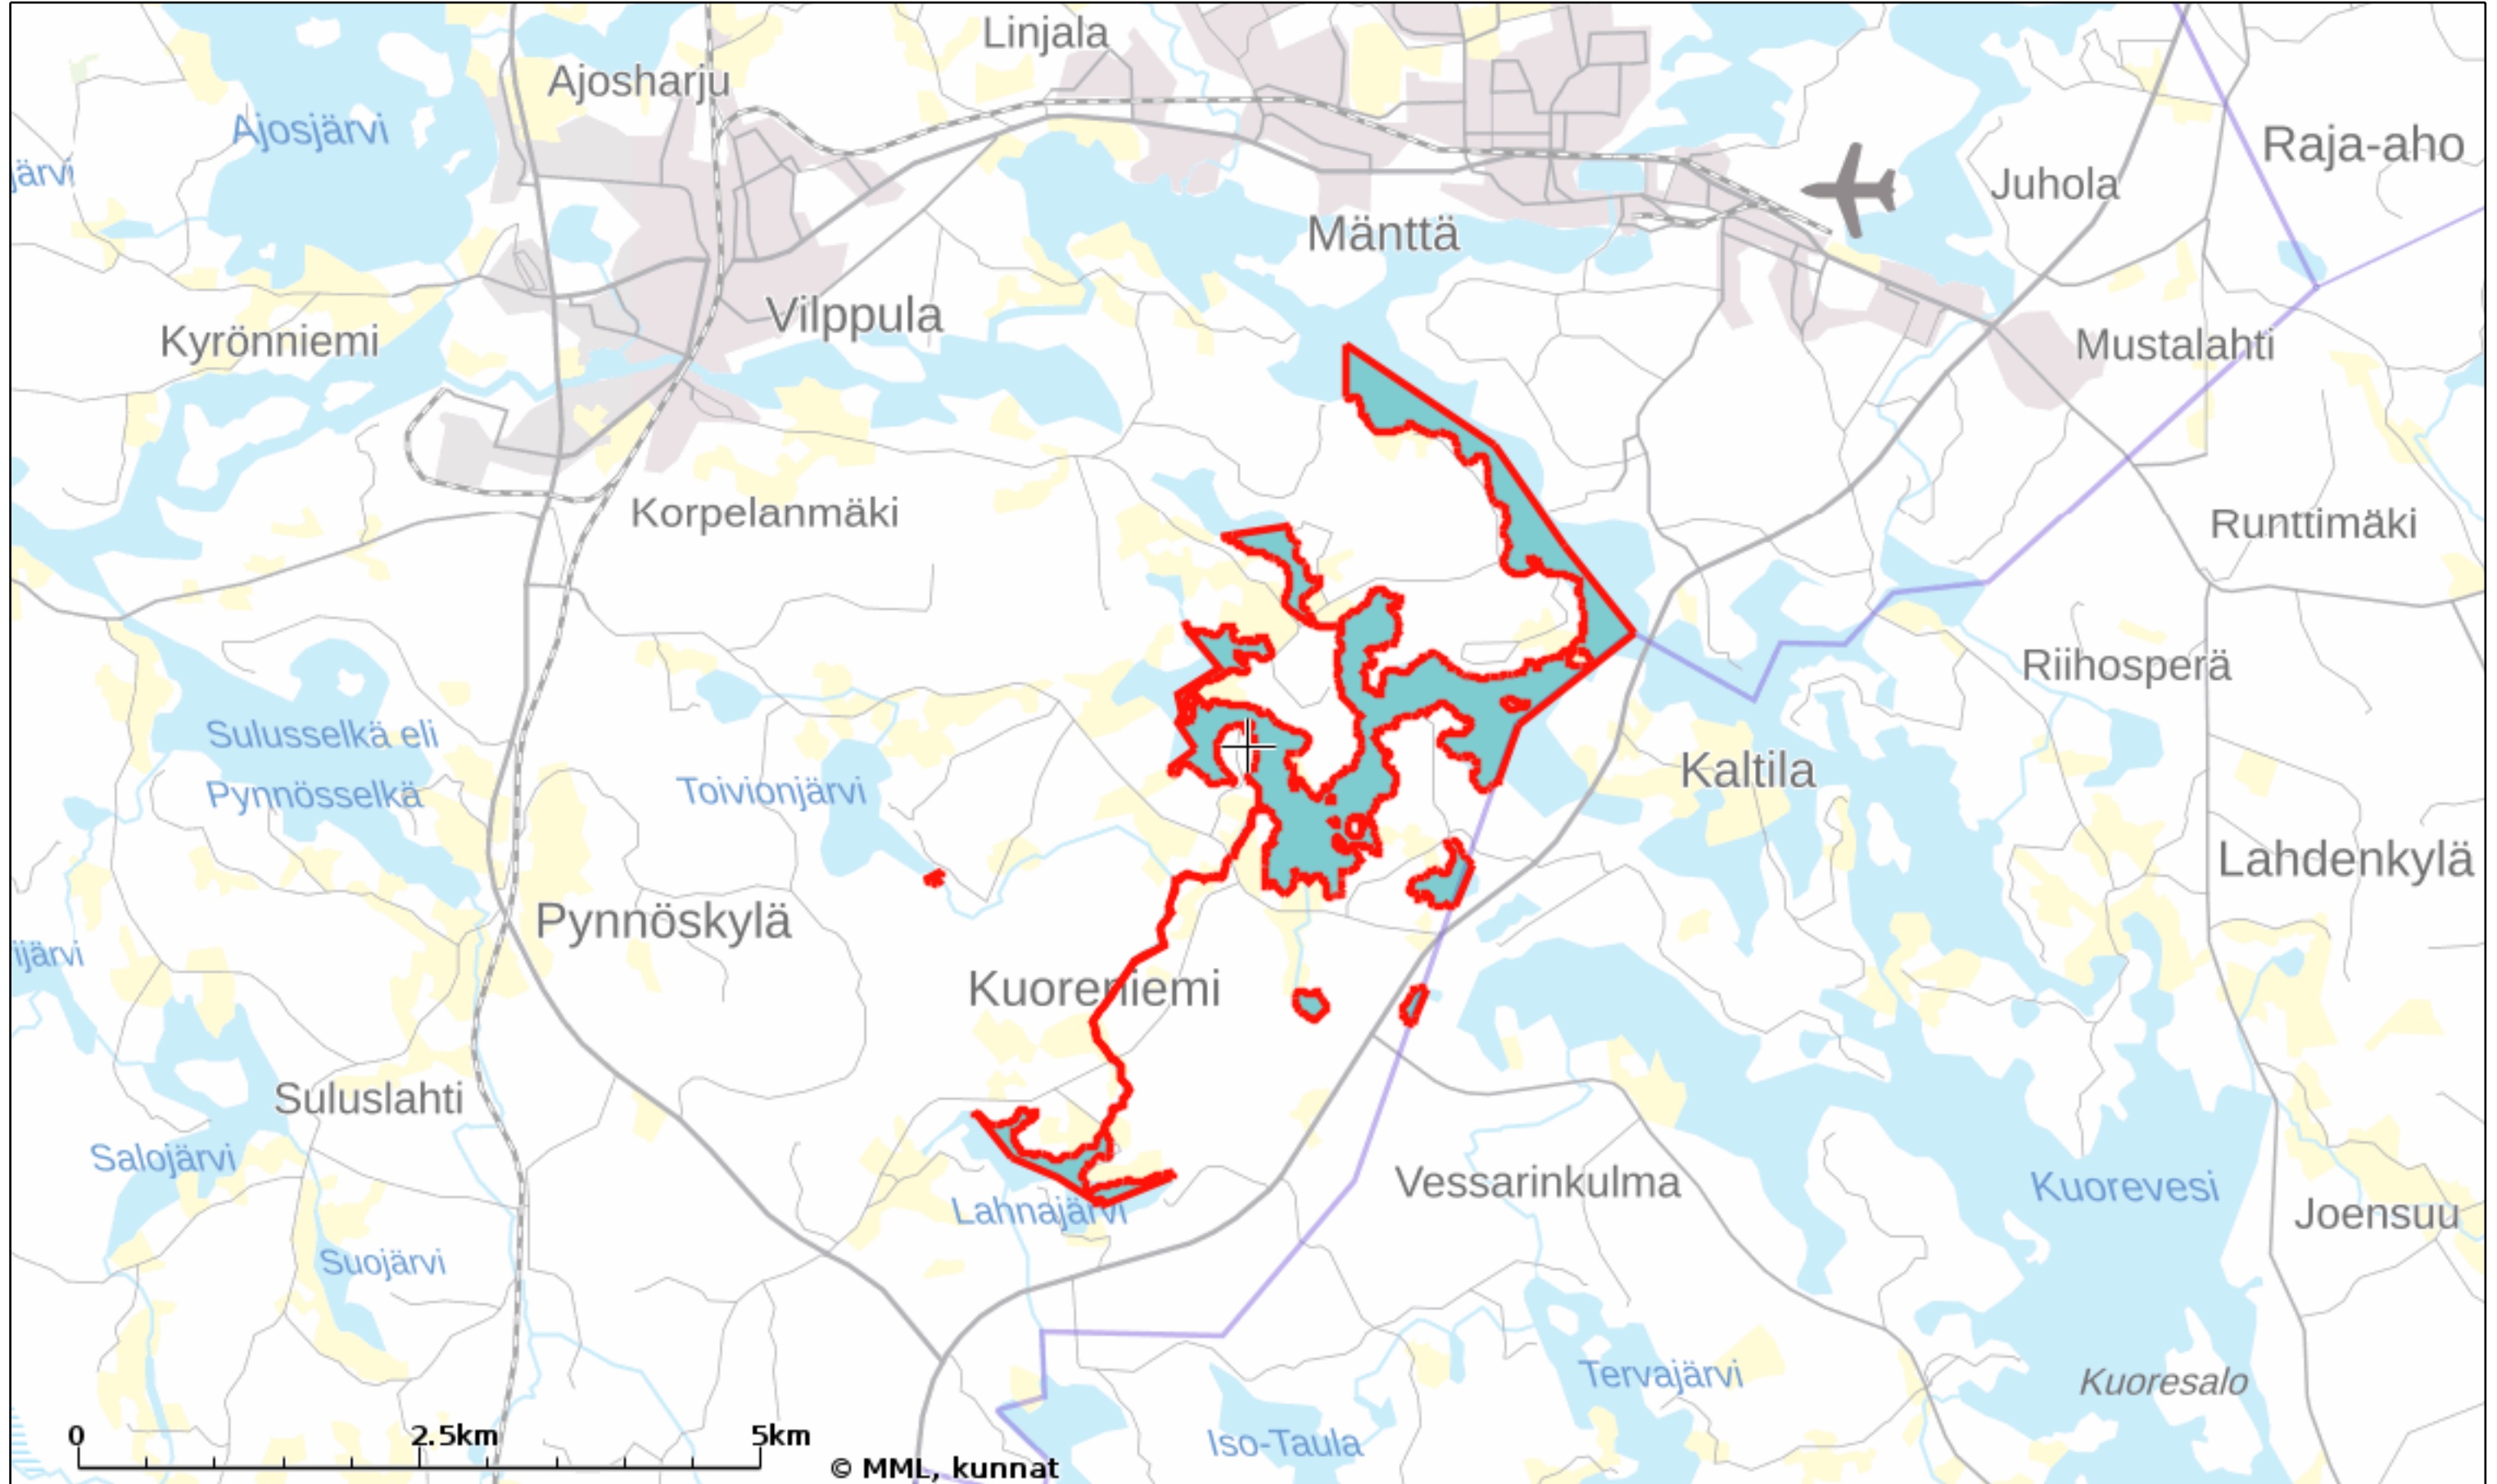 Linjala
Ajosharju
Ajosjärvi
järvi
Raja-aho
Juhola
Mänttä
Vilppula
Kyrönniemi
Mustalahti
Korpelanmäki
Runttimäki
Riihosperä
Sulusselkä eli
Pynnösselkä
Toivionjärvi
Kaltila
Lahdenkylä
Pynnöskylä
ijärvi
Kuoreniemi
Suluslahti
Salojärvi
Vessarinkulma
Kuorevesi
Lahnajärvi
Joensuu
Suojärvi
Tervajärvi
Kuoresalo
0 2.5km 5km
Iso-Taula
© MML, kunnat